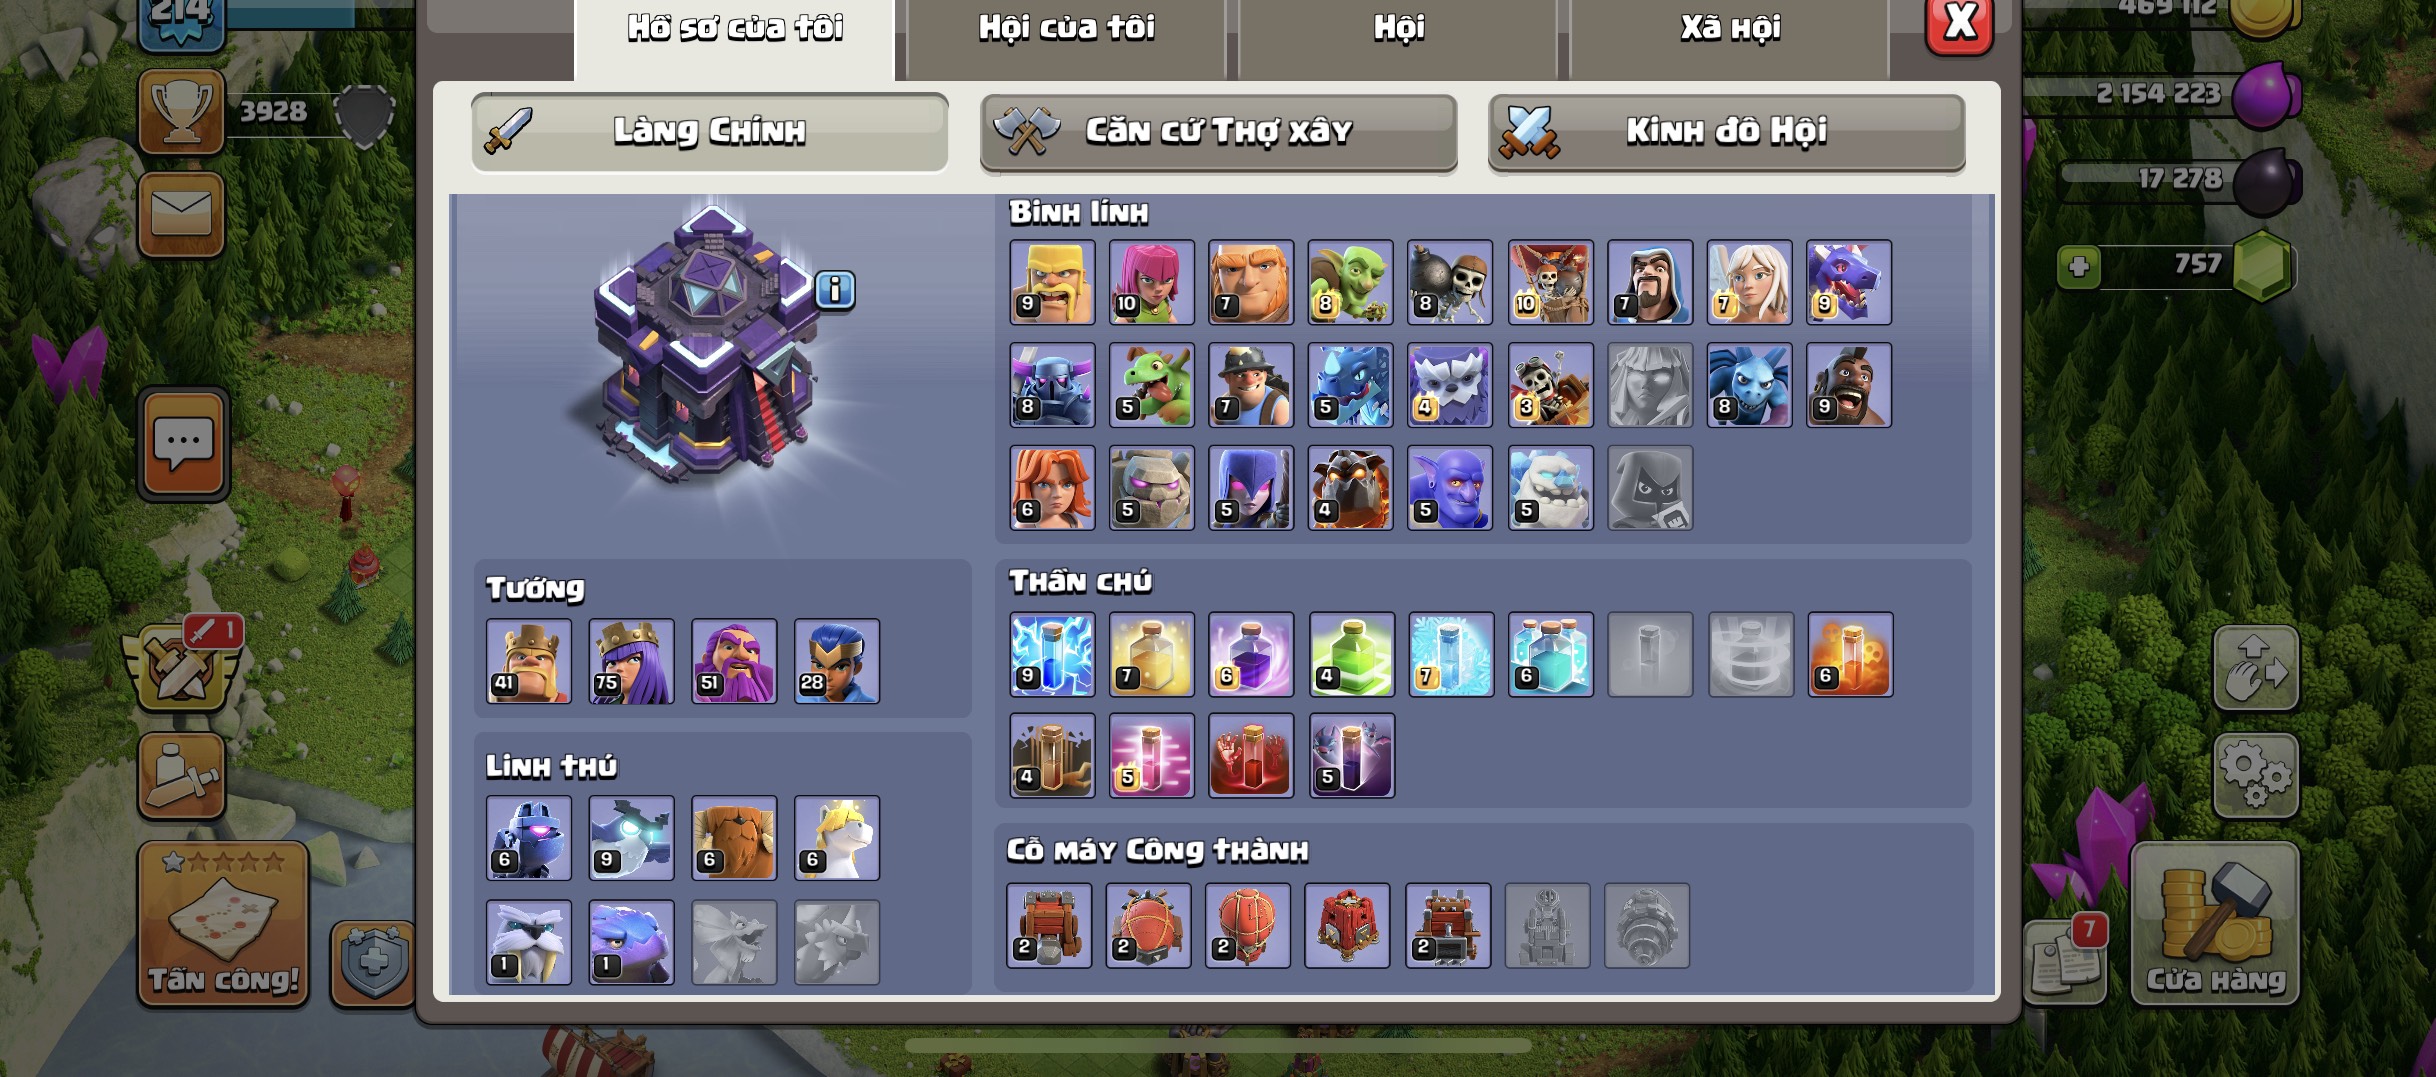 214
Hồ sơ của tôi
Hội của tôi
Hội
Xã hội
X
469 112
3928
Làng Chính
Căn cứ Thợ xây
Kinh đô Hội
2 154 223
17 278
757
i
Binh lính
9 10 7 8 8 10 7 7 9
8 5 7 5 4 3 8 9
6 5 5 4 5 5
Tướng
41 75 51 28
Thần chú
9 7 6 4 7 6 6
4 5 5
1
Linh thú
6 9 6 6
1 1
Cỗ máy Công thành
2 2 2 2
Tấn công!
7
Cửa hàng